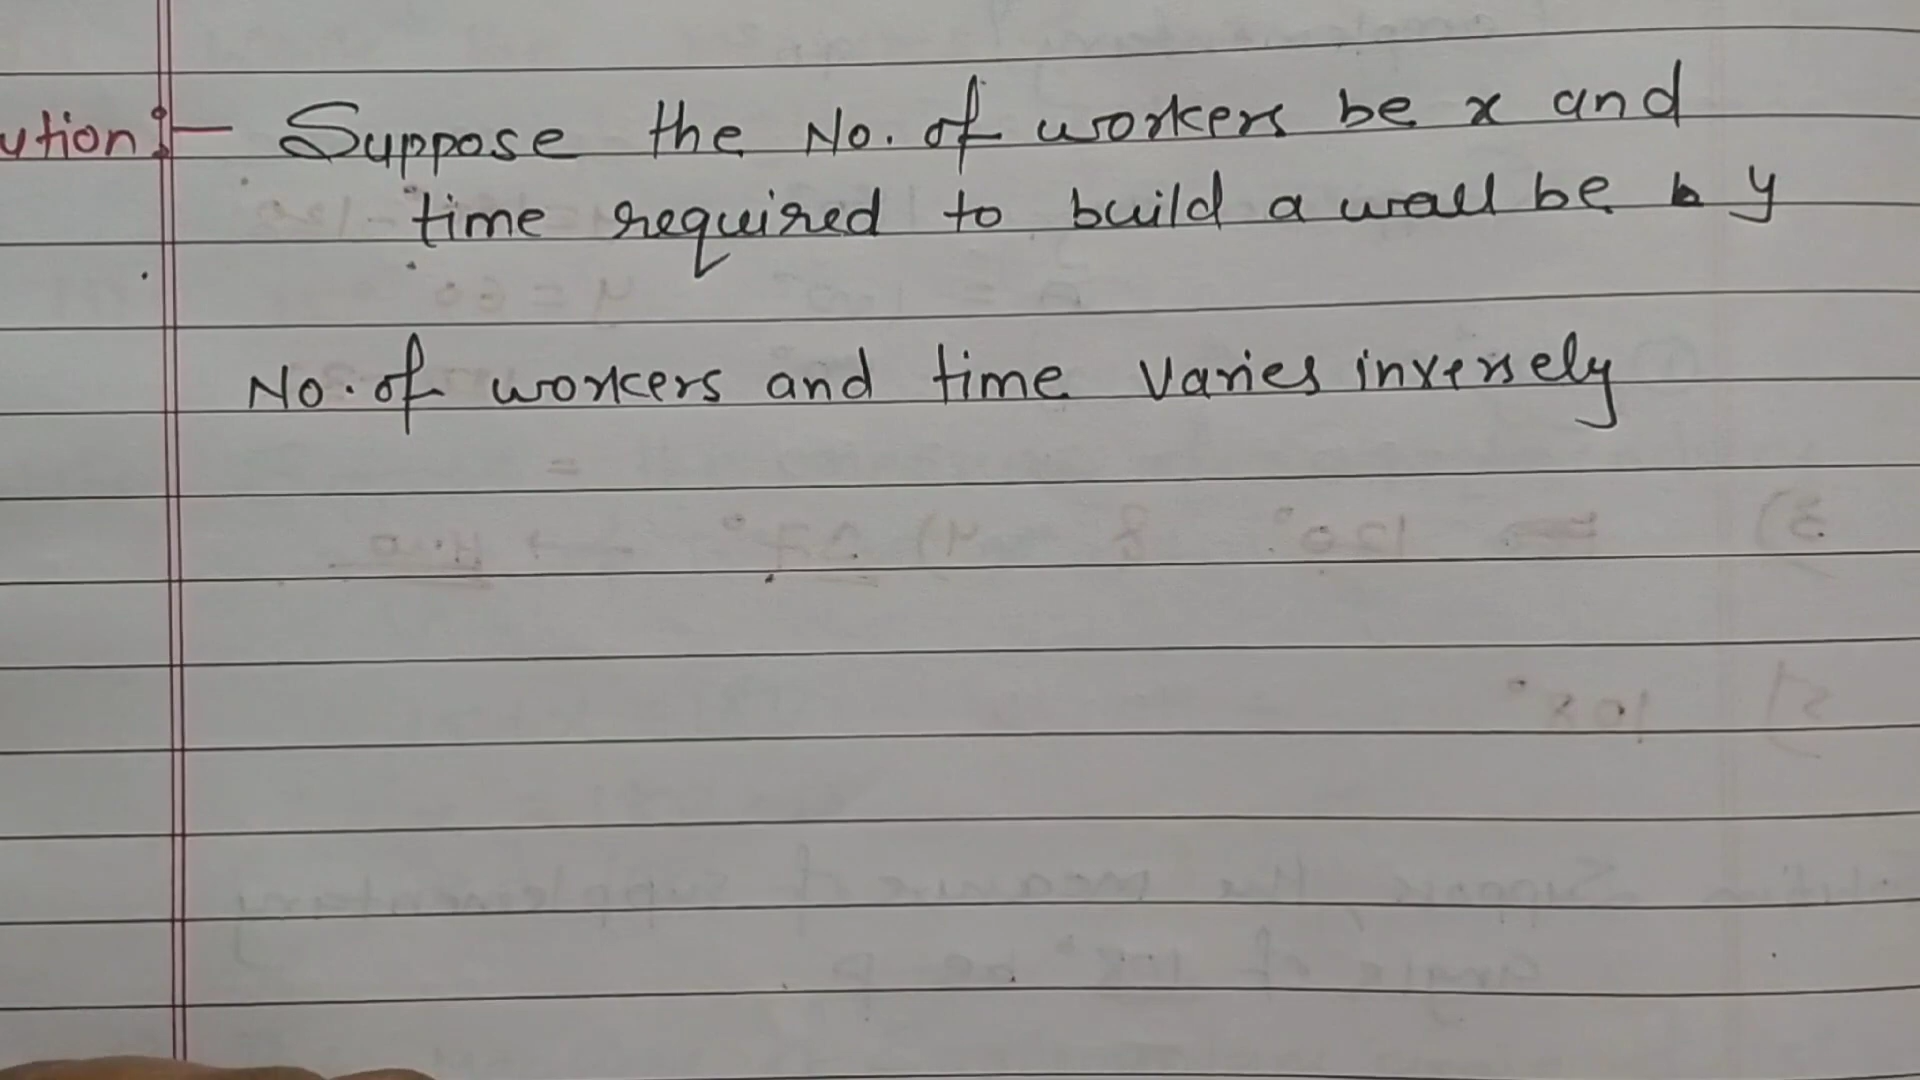 ution :- Suppose the No. of workers be x and
time required to build a wall be y
No. of workers and time varies inversely